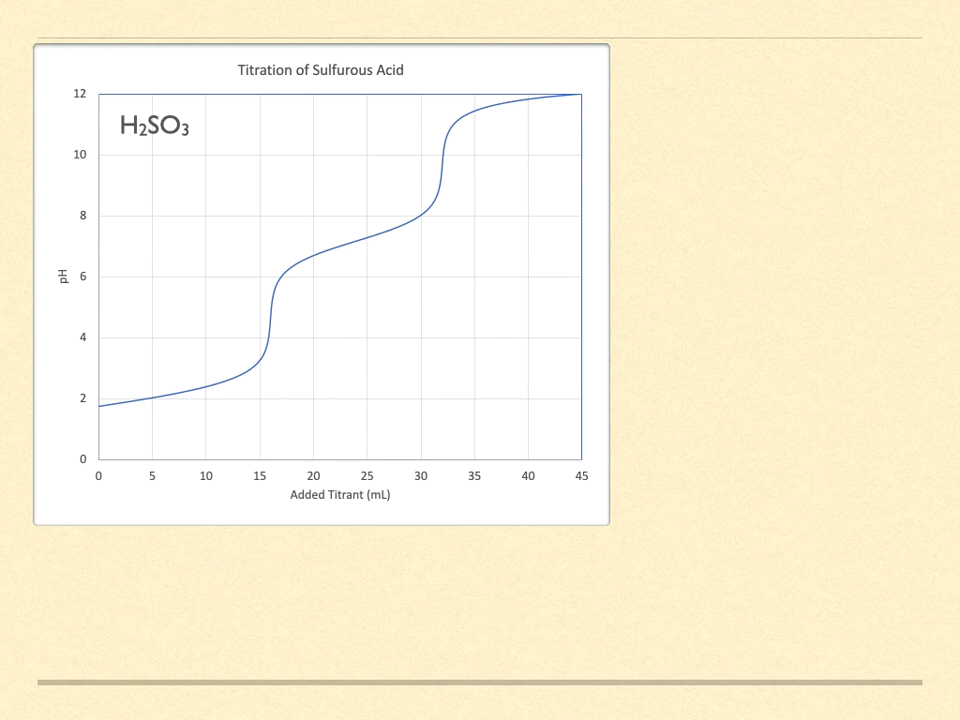 Titration of Sulfurous Acid
H₂SO₃
12
10
8
6
4
2
0
pH
0 5 10 15 20 25 30 35 40 45
Added Titrant (mL)